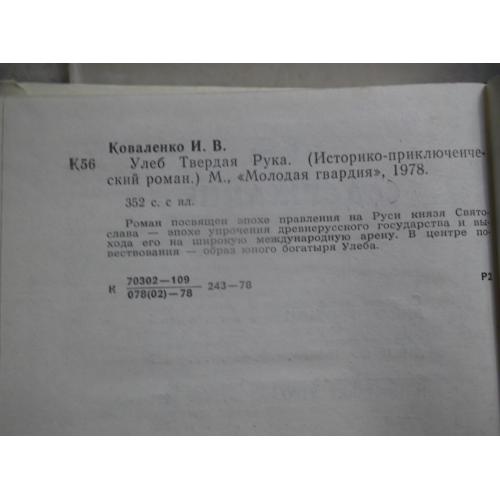 Коваленко И. В.
К56 Улеб Твердая Рука. (Историко-приключенче-
ский роман.) М., «Молодая гвардия», 1978.
352 с. с ил.
Роман посвящен эпохе правления на Руси князя Свято-
слава — эпохе упрочения древнерусского государства и вы-
хода его на широкую международную арену. В центре по-
вествования — образ юного богатыря Улеба.
К 70302—109
078(02)—78 243—78
Р2